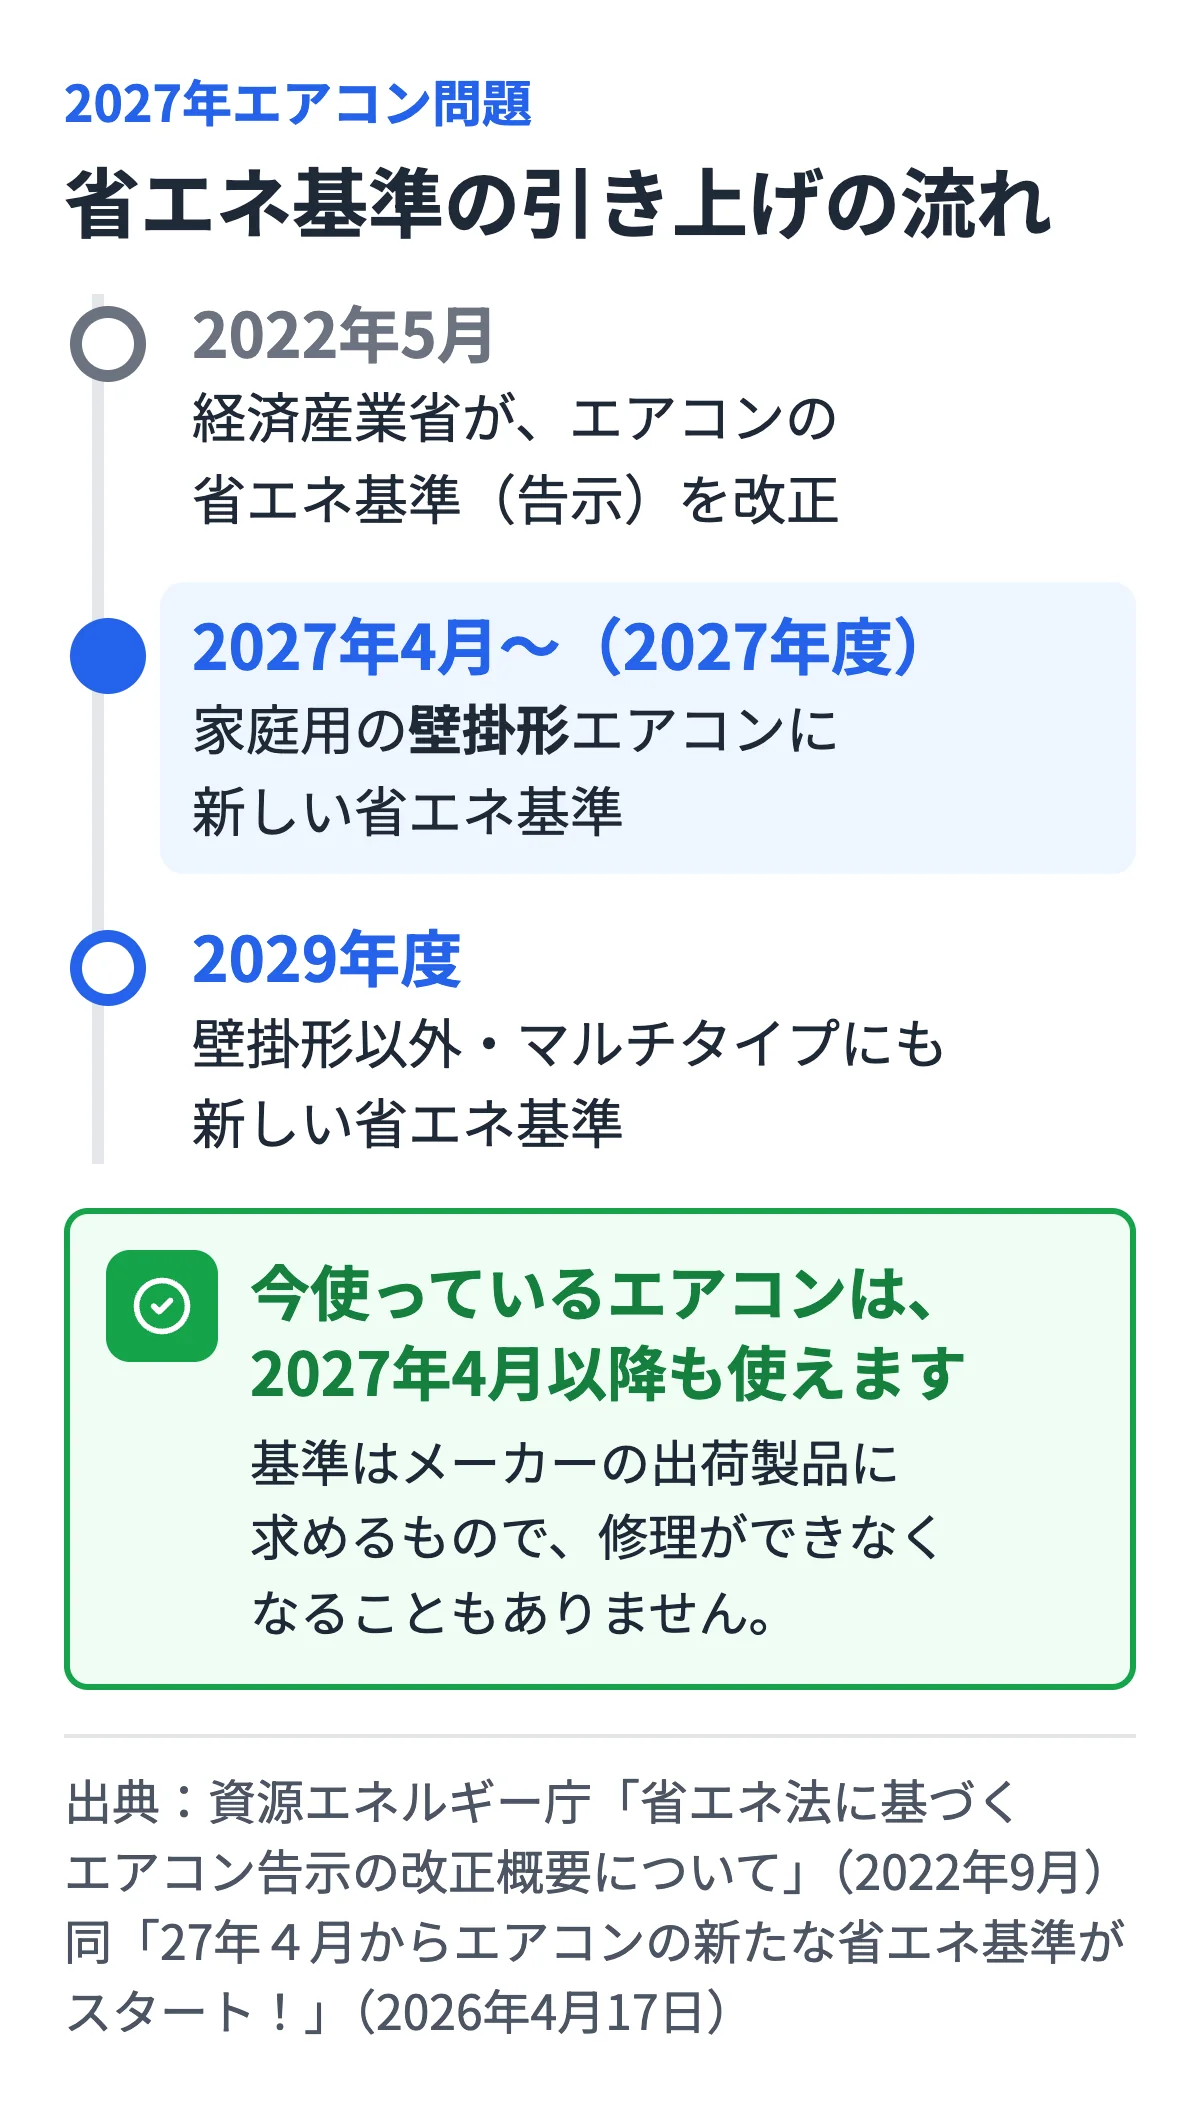 2027年エアコン問題
省エネ基準の引き上げの流れ
2022年5月
経済産業省が、エアコンの
省エネ基準（告示）を改正
2027年4月～（2027年度）
家庭用の壁掛形エアコンに
新しい省エネ基準
2029年度
壁掛形以外・マルチタイプにも
新しい省エネ基準
今使っているエアコンは、
2027年4月以降も使えます
基準はメーカーの出荷製品に
求めるもので、修理ができなく
なることもありません。
出典：資源エネルギー庁「省エネ法に基づく
エアコン告示の改正概要について」（2022年9月）
同「27年４月からエアコンの新たな省エネ基準が
スタート！」（2026年4月17日）